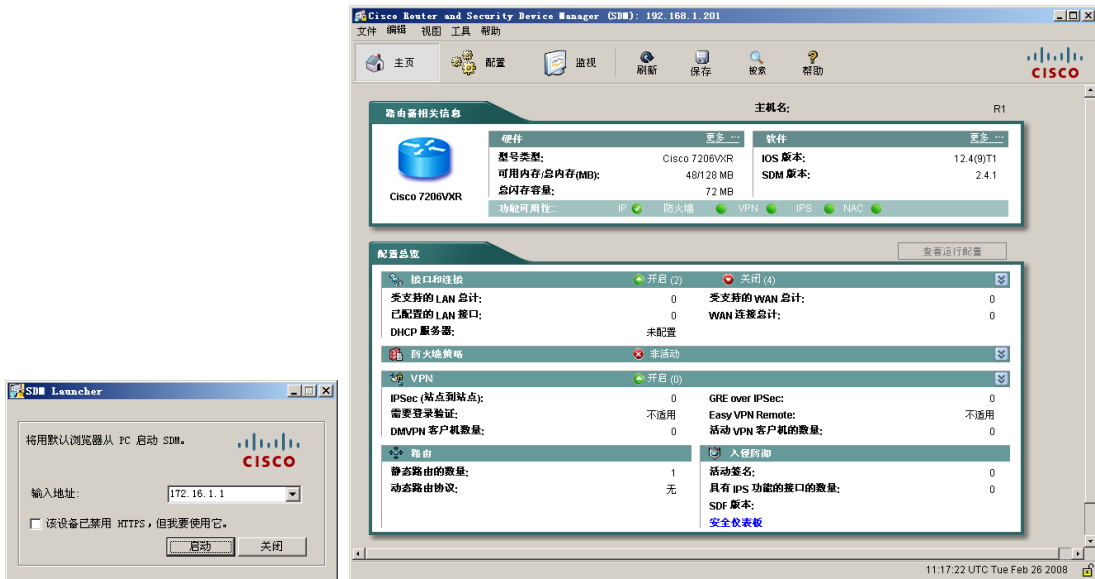 Cisco Router and Security Device Manager (SDM): 192.168.1.201
文件 编辑 视图 工具 帮助
主页 配置 监视 刷新 保存 搜索 帮助
CISCO
路由器相关信息 主机名: R1
硬件 更多 ... 软件 更多 ...
型号类型: Cisco 7206VXR IOS 版本: 12.4(9)T1
可用内存/总内存(MB): 48/128 MB SDM 版本: 2.4.1
总闪存容量: 72 MB
Cisco 7206VXR
功能可用性: IP 防火墙 VPN IPS NAC
配置总览 查看运行配置
接口和连接 开启 (2) 关闭 (4)
受支持的 LAN 总计: 0 受支持的 WAN 总计: 0
已配置的 LAN 接口: 0 WAN 连接总计: 0
DHCP 服务器: 未配置
防火墙策略 非活动
VPN 开启 (0)
IPSec (站点到站点): 0 GRE over IPSec: 0
需要登录验证: 不适用 Easy VPN Remote: 不适用
DMVPN 客户机数量: 0 活动 VPN 客户机的数量: 0
路由 入侵防御
静态路由的数量: 1 活动签名: 0
动态路由协议: 无 具有 IPS 功能的接口的数量: 0
SDF 版本:
安全仪表板
11:17:22 UTC Tue Feb 26 2008
SDM Launcher
将用默认浏览器从 PC 启动 SDM。
CISCO
输入地址: 172.16.1.1
该设备已禁用 HTTPS，但我要使用它。
启动 关闭